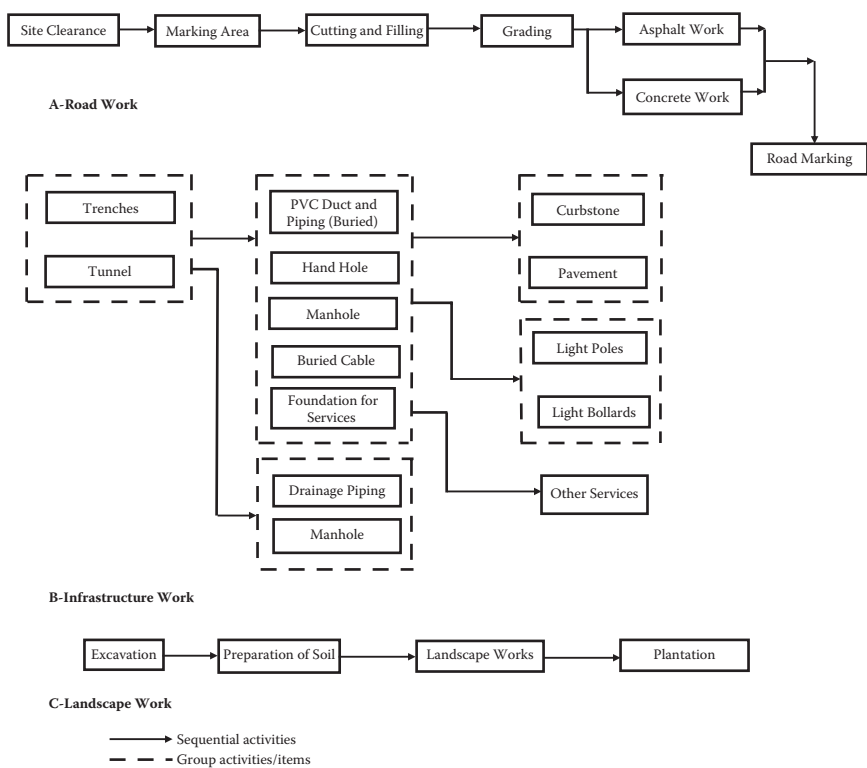 Site Clearance
Marking Area
Cutting and Filling
Grading
Asphalt Work
Concrete Work
A-Road Work
Road Marking
Trenches
Tunnel
PVC Duct and
Piping (Buried)
Hand Hole
Manhole
Buried Cable
Foundation for
Services
Drainage Piping
Manhole
Curbstone
Pavement
Light Poles
Light Bollards
Other Services
B-Infrastructure Work
Excavation
Preparation of Soil
Landscape Works
Plantation
C-Landscape Work
Sequential activities
Group activities/items